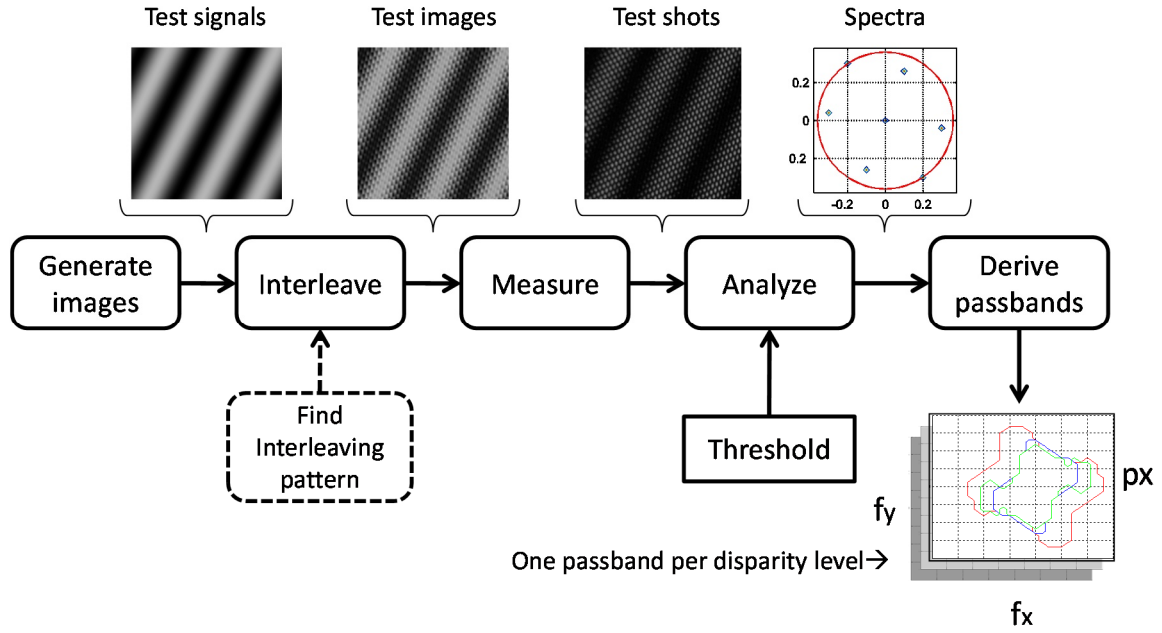 Test signals
Test images
Test shots
Spectra
0.2
0
0.2
-0.2 0 0.2
Generate
images
Interleave
Measure
Analyze
Derive
passbands
Find
Interleaving
pattern
Threshold
px
fy
One passband per disparity level→
fx